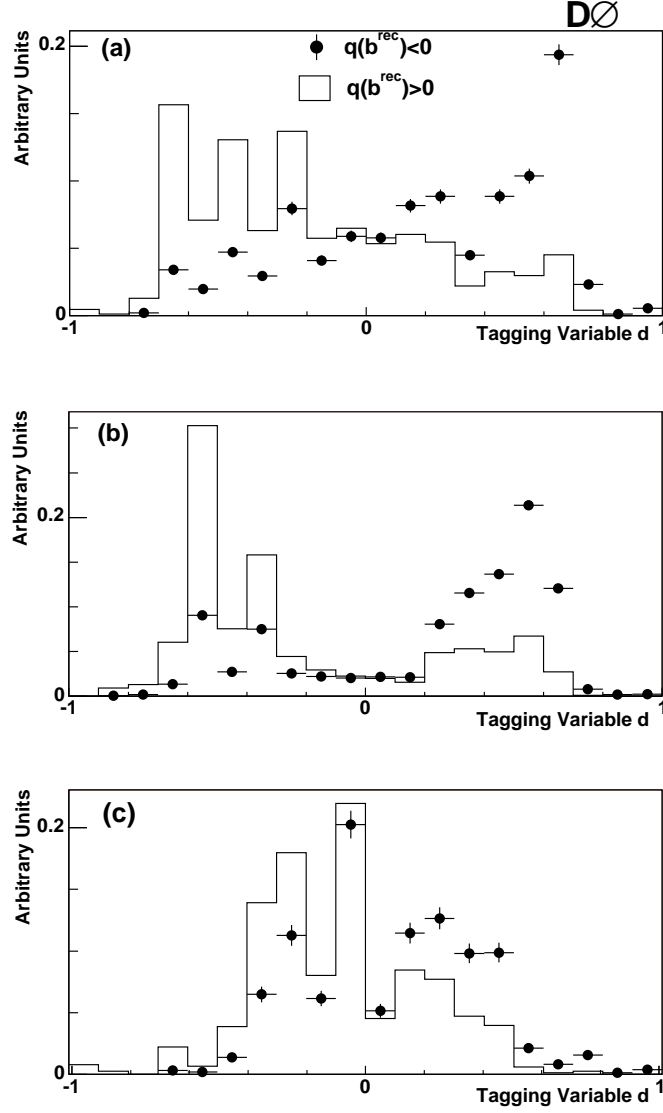 DØ
(a)
q(b^rec)<0
q(b^rec)>0
Arbitrary Units
0.2
0
-1
0
1
Tagging Variable d
(b)
Arbitrary Units
0.2
0
-1
0
1
Tagging Variable d
(c)
Arbitrary Units
0.2
0
-1
0
1
Tagging Variable d